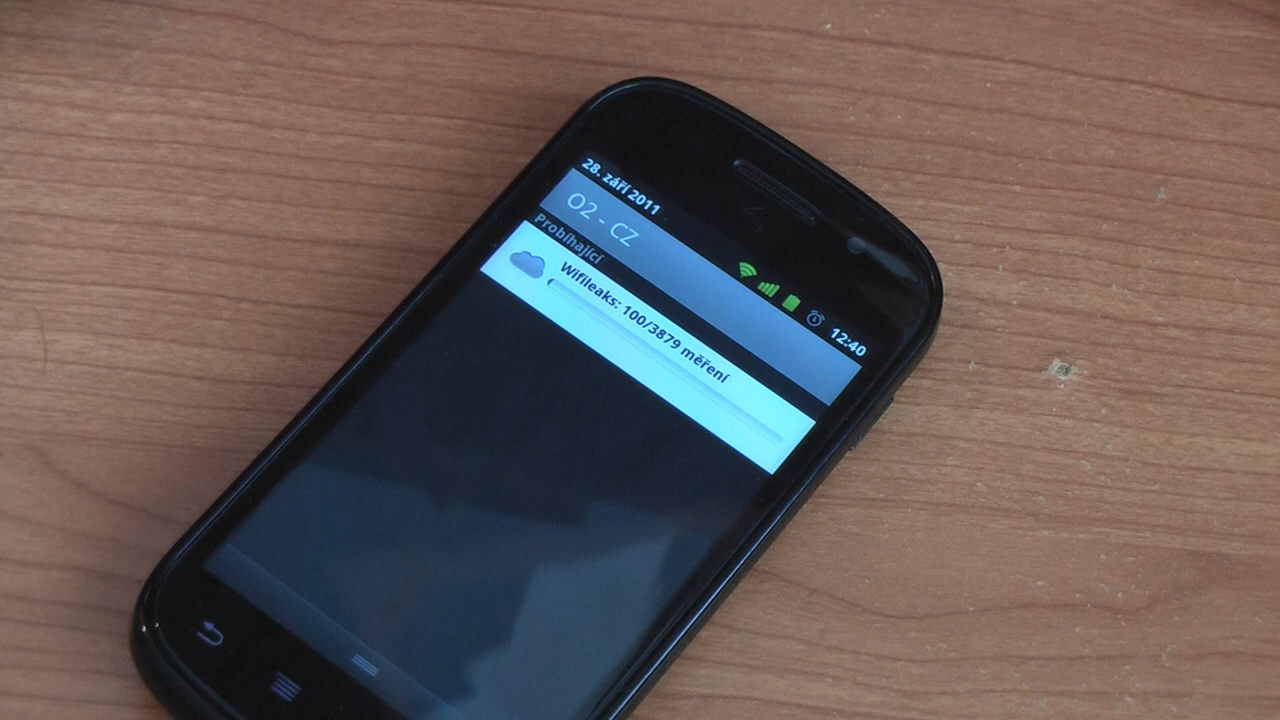 28. září 2011
12:40
O2 - CZ
Probíhající
Wifileaks: 100/3879 měření